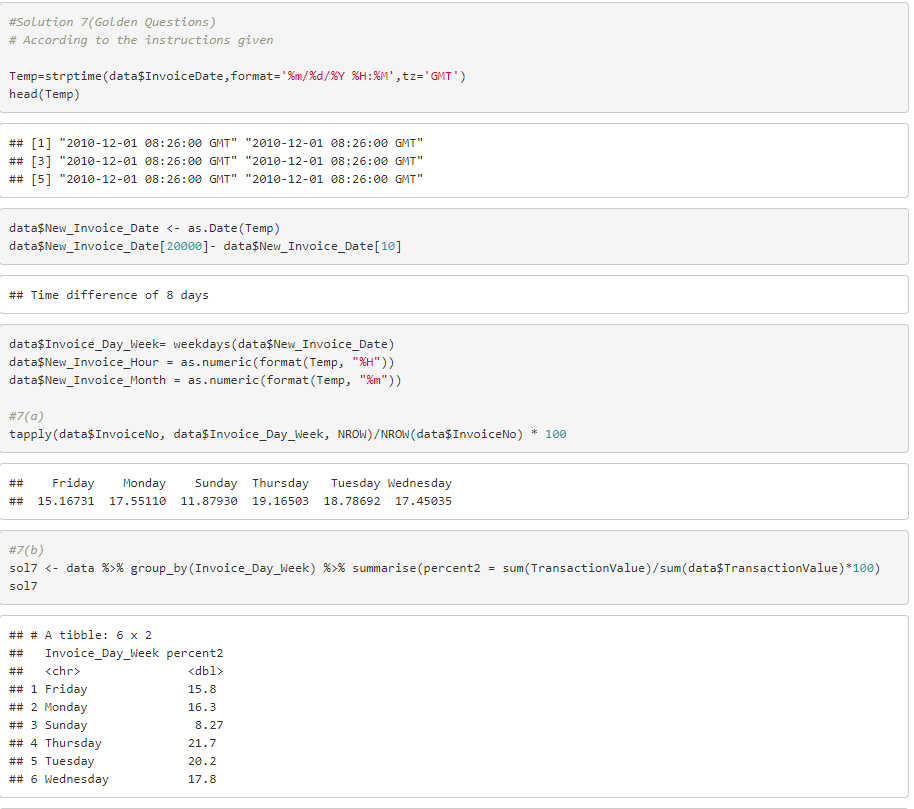 #Solution 7(Golden Questions)
# According to the instructions given
Temp=strptime(data$InvoiceDate,format='%m/%d/%Y %H:%M',tz='GMT')
head(Temp)
## [1] "2010-12-01 08:26:00 GMT" "2010-12-01 08:26:00 GMT"
## [3] "2010-12-01 08:26:00 GMT" "2010-12-01 08:26:00 GMT"
## [5] "2010-12-01 08:26:00 GMT" "2010-12-01 08:26:00 GMT"
data$New_Invoice_Date <- as.Date(Temp)
data$New_Invoice_Date[20000]- data$New_Invoice_Date[10]
## Time difference of 8 days
data$Invoice_Day_Week= weekdays(data$New_Invoice_Date)
data$New_Invoice_Hour = as.numeric(format(Temp, "%H"))
data$New_Invoice_Month = as.numeric(format(Temp, "%m"))
#7(a)
tapply(data$InvoiceNo, data$Invoice_Day_Week, NROW)/NROW(data$InvoiceNo) * 100
##    Friday    Monday    Sunday  Thursday   Tuesday Wednesday
##  15.16731  17.55110  11.87930  19.16503  18.78692  17.45035
#7(b)
sol7 <- data %>% group_by(Invoice_Day_Week) %>% summarise(percent2 = sum(TransactionValue)/sum(data$TransactionValue)*100)
sol7
## # A tibble: 6 x 2
##   Invoice_Day_Week percent2
##   <chr>               <dbl>
## 1 Friday              15.8
## 2 Monday              16.3
## 3 Sunday               8.27
## 4 Thursday            21.7
## 5 Tuesday             20.2
## 6 Wednesday           17.8